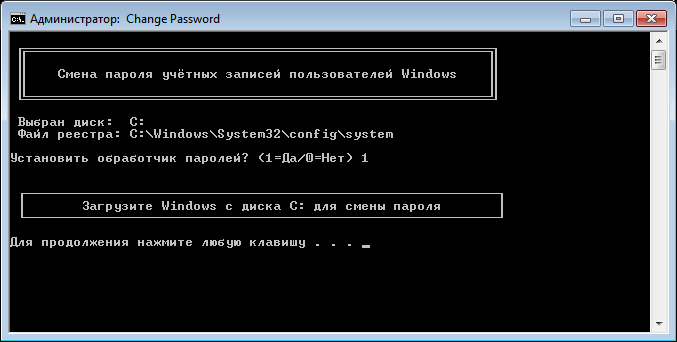 C:\. Администратор: Change Password
Смена пароля учётных записей пользователей Windows
Выбран диск: C:
Файл реестра: C:\Windows\System32\config\system
Установить обработчик паролей? (1=Да/0=Нет) 1
Загрузите Windows с диска C: для смены пароля
Для продолжения нажмите любую клавишу . . . _